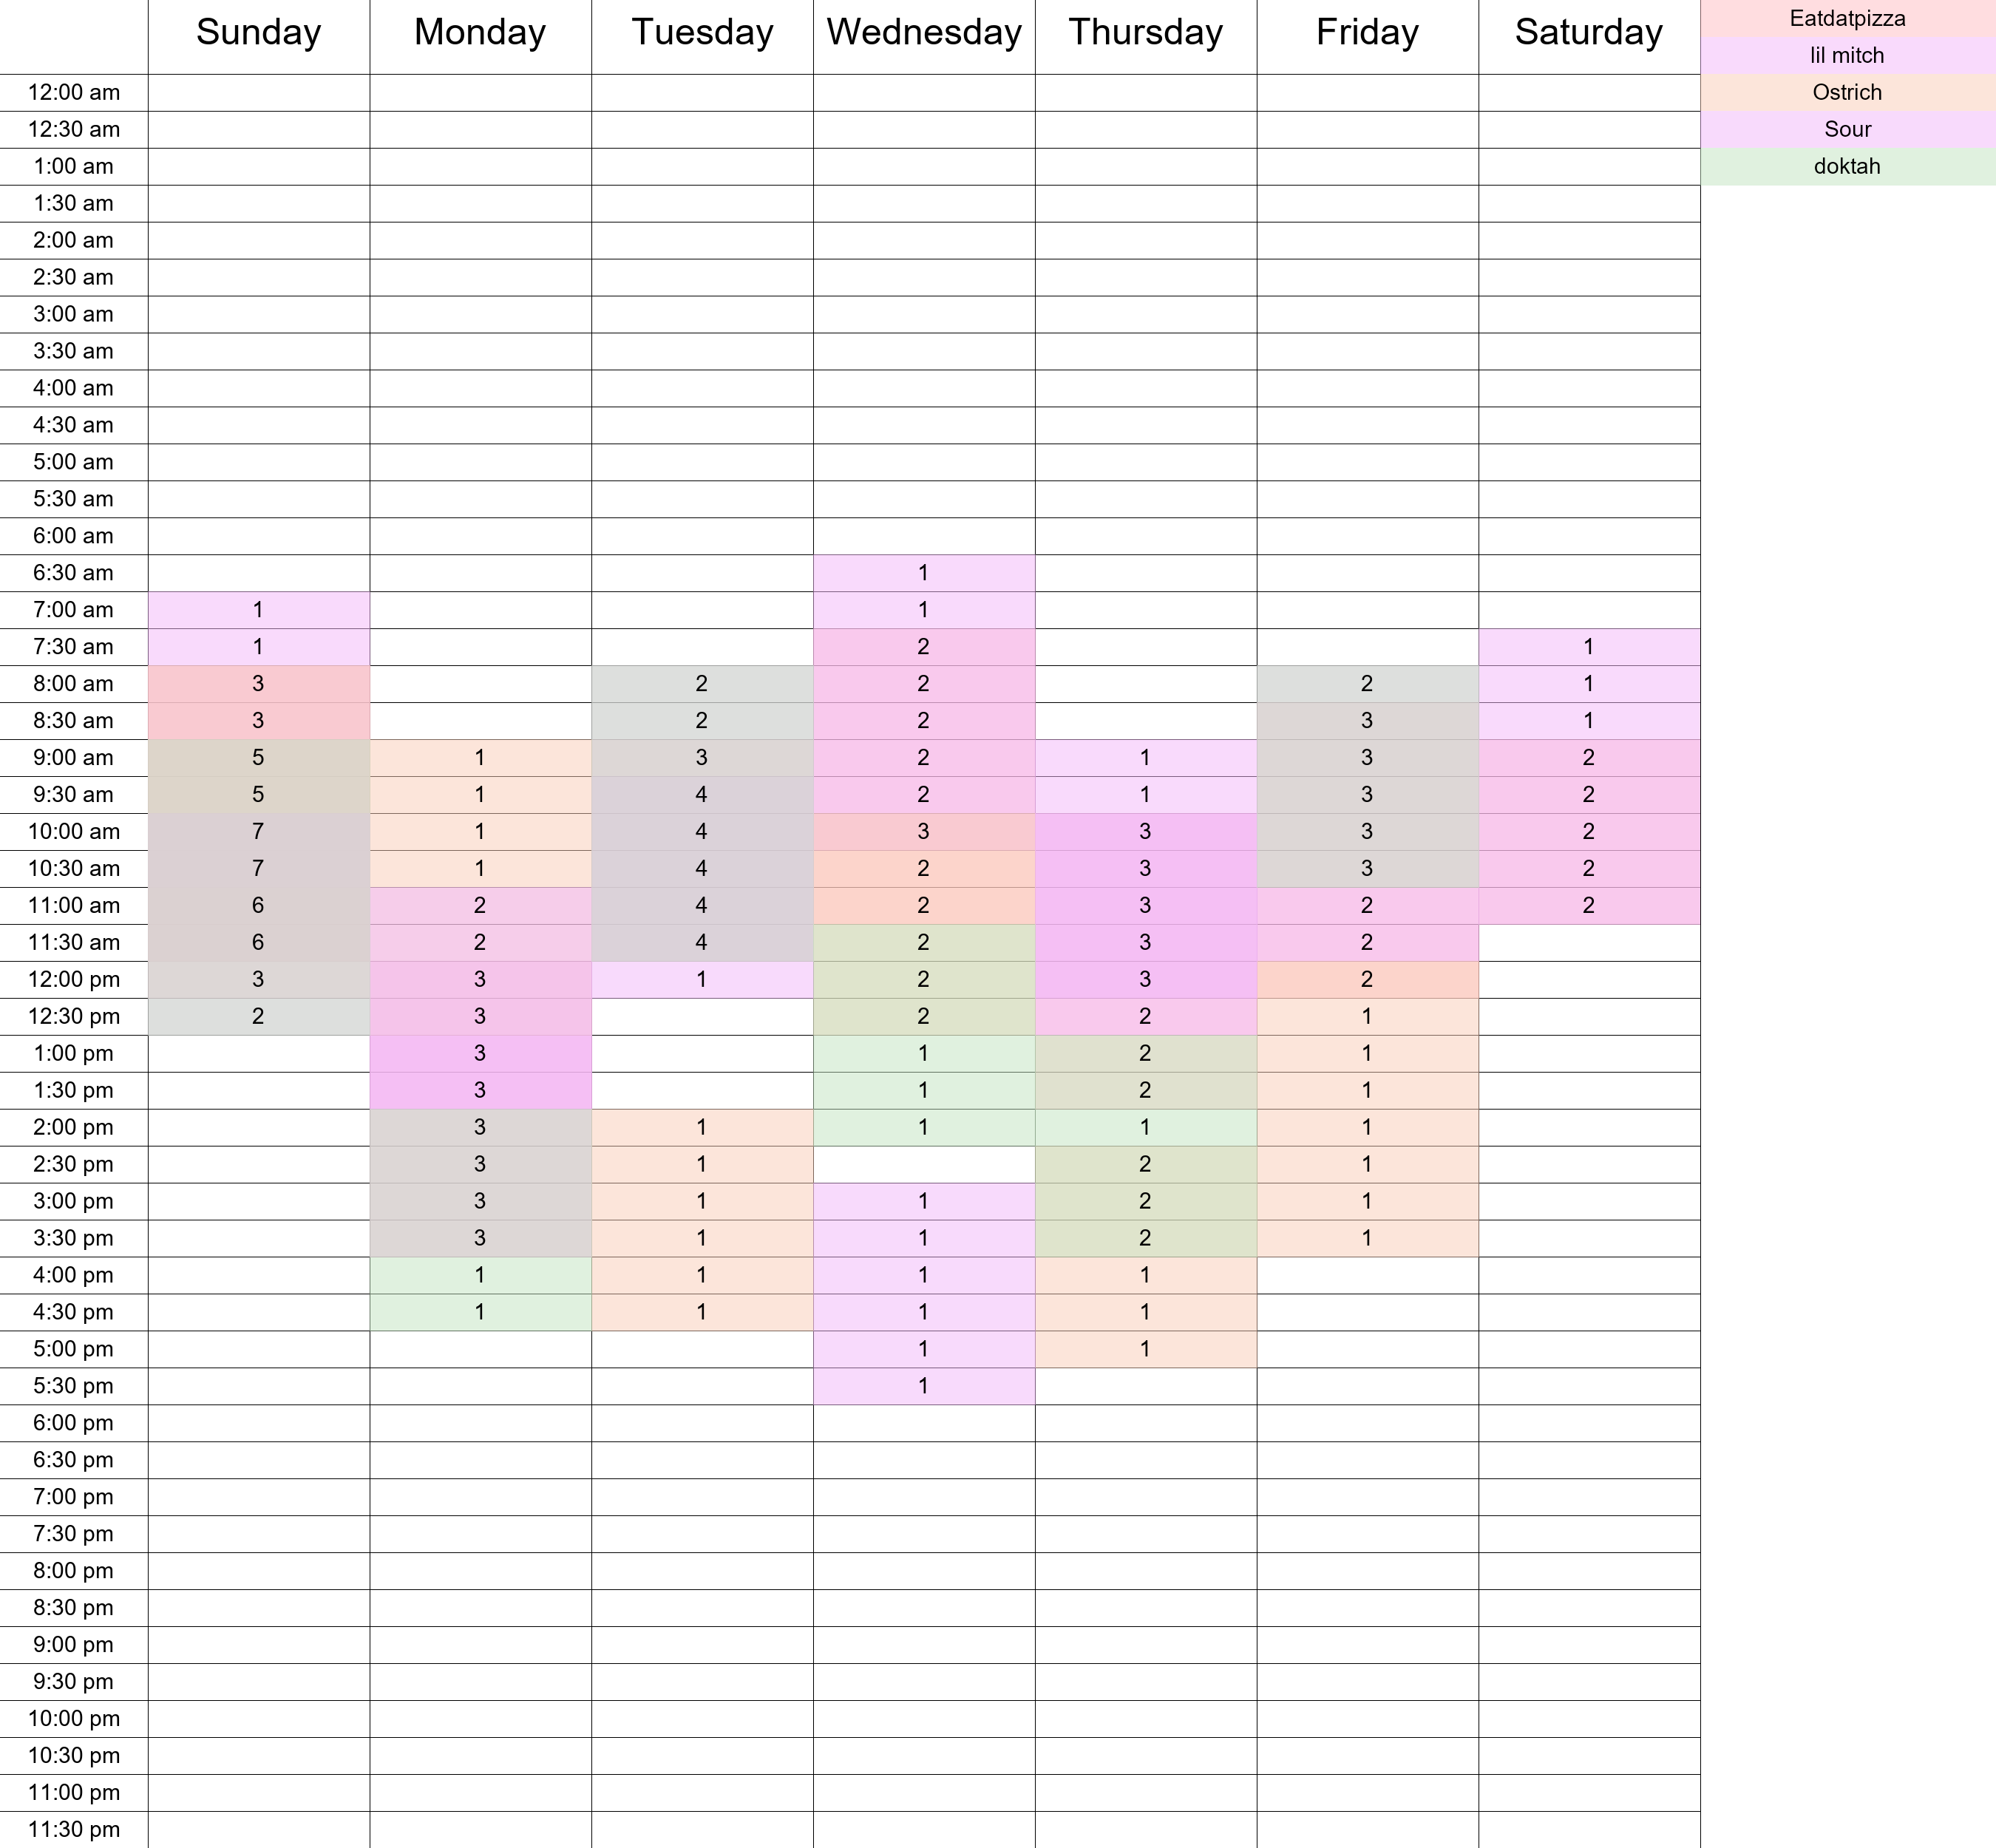 Sunday Monday Tuesday Wednesday Thursday Friday Saturday Eatdatpizza
lil mitch
12:00 am Ostrich
12:30 am Sour
1:00 am doktah
1:30 am
2:00 am
2:30 am
3:00 am
3:30 am
4:00 am
4:30 am
5:00 am
5:30 am
6:00 am
6:30 am 1
7:00 am 1 1
7:30 am 1 2 1
8:00 am 3 2 2 2 1
8:30 am 3 2 2 3 1
9:00 am 5 1 3 2 1 3 2
9:30 am 5 1 4 2 1 3 2
10:00 am 7 1 4 3 3 3 2
10:30 am 7 1 4 2 3 3 2
11:00 am 6 2 4 2 3 2 2
11:30 am 6 2 4 2 3 2
12:00 pm 3 3 1 2 3 2
12:30 pm 2 3 2 2 1
1:00 pm 3 1 2 1
1:30 pm 3 1 2 1
2:00 pm 3 1 1 1 1
2:30 pm 3 1 2 1
3:00 pm 3 1 1 2 1
3:30 pm 3 1 1 2 1
4:00 pm 1 1 1 1
4:30 pm 1 1 1 1
5:00 pm 1 1
5:30 pm 1
6:00 pm
6:30 pm
7:00 pm
7:30 pm
8:00 pm
8:30 pm
9:00 pm
9:30 pm
10:00 pm
10:30 pm
11:00 pm
11:30 pm